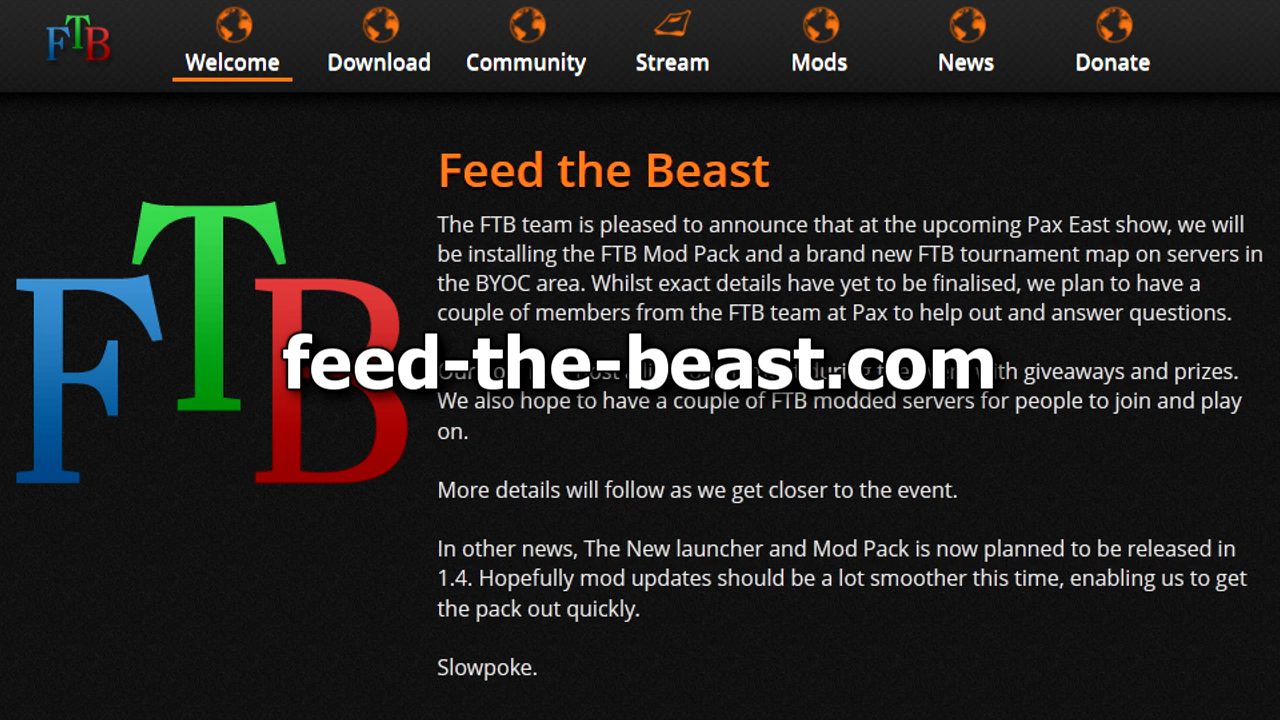 FTB
Welcome
Download
Community
Stream
Mods
News
Donate
Feed the Beast
The FTB team is pleased to announce that at the upcoming Pax East show, we will
be installing the FTB Mod Pack and a brand new FTB tournament map on servers in
the BYOC area. Whilst exact details have yet to be finalised, we plan to have a
couple of members from the FTB team at Pax to help out and answer questions.
FTB
feed-the-beast.com
giveaways and prizes.
We also hope to have a couple of FTB modded servers for people to join and play
on.
More details will follow as we get closer to the event.
In other news, The New launcher and Mod Pack is now planned to be released in
1.4. Hopefully mod updates should be a lot smoother this time, enabling us to get
the pack out quickly.
Slowpoke.